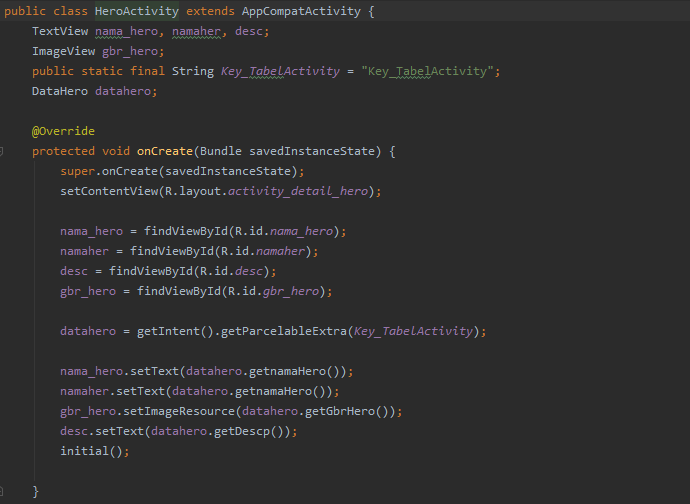 public class HeroActivity extends AppCompatActivity {
TextView nama_hero, namaher, desc;
ImageView gbr_hero;
public static final String Key_TabelActivity = "Key_TabelActivity";
DataHero datahero;
@Override
protected void onCreate(Bundle savedInstanceState) {
super.onCreate(savedInstanceState);
setContentView(R.layout.activity_detail_hero);
nama_hero = findViewById(R.id.nama_hero);
namaher = findViewById(R.id.namaher);
desc = findViewById(R.id.desc);
gbr_hero = findViewById(R.id.gbr_hero);
datahero = getIntent().getParcelableExtra(Key_TabelActivity);
nama_hero.setText(datahero.getnamaHero());
namaher.setText(datahero.getnamaHero());
gbr_hero.setImageResource(datahero.getGbrHero());
desc.setText(datahero.getDescp());
initial();
}